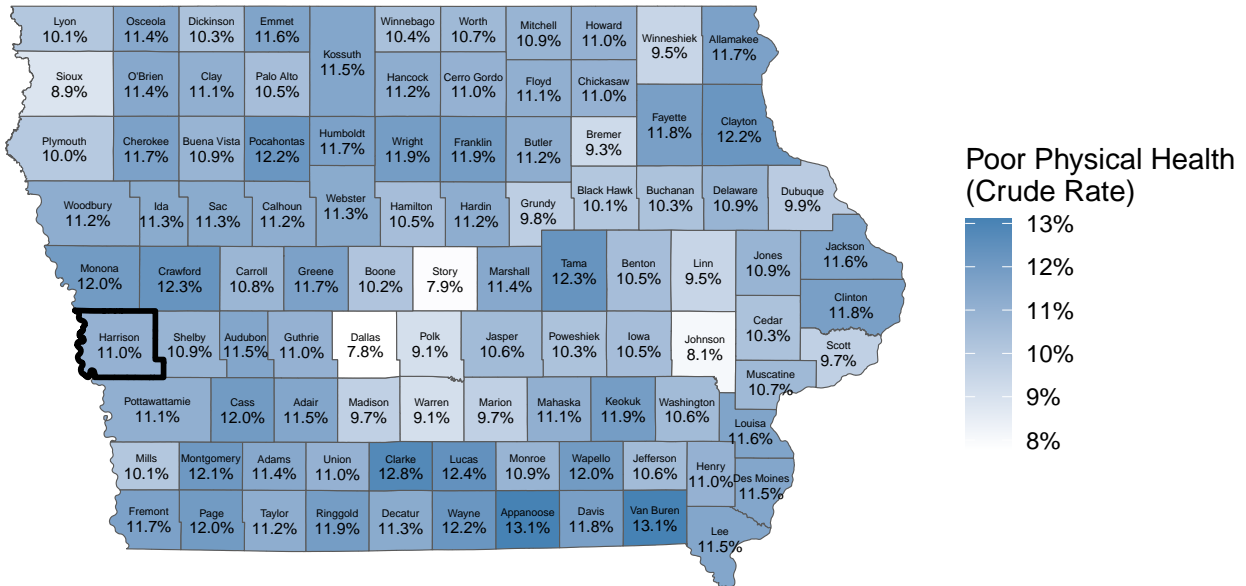 Lyon
10.1%
Osceola
11.4%
Dickinson
10.3%
Emmet
11.6%
Kossuth
11.5%
Winnebago
10.4%
Worth
10.7%
Mitchell
10.9%
Howard
11.0%
Winneshiek
9.5%
Allamakee
11.7%
Sioux
8.9%
O'Brien
11.4%
Clay
11.1%
Palo Alto
10.5%
Hancock
11.2%
Cerro Gordo
11.0%
Floyd
11.1%
Chickasaw
11.0%
Fayette
11.8%
Clayton
12.2%
Plymouth
10.0%
Cherokee
11.7%
Buena Vista
10.9%
Pocahontas
12.2%
Humboldt
11.7%
Wright
11.9%
Franklin
11.9%
Butler
11.2%
Bremer
9.3%
Woodbury
11.2%
Ida
11.3%
Sac
11.3%
Calhoun
11.2%
Webster
11.3%
Hamilton
10.5%
Hardin
11.2%
Grundy
9.8%
Black Hawk
10.1%
Buchanan
10.3%
Delaware
10.9%
Dubuque
9.9%
Monona
12.0%
Crawford
12.3%
Carroll
10.8%
Greene
11.7%
Boone
10.2%
Story
7.9%
Marshall
11.4%
Tama
12.3%
Benton
10.5%
Linn
9.5%
Jones
10.9%
Jackson
11.6%
Clinton
11.8%
Harrison
11.0%
Shelby
10.9%
Audubon
11.5%
Guthrie
11.0%
Dallas
7.8%
Polk
9.1%
Jasper
10.6%
Poweshiek
10.3%
Iowa
10.5%
Johnson
8.1%
Cedar
10.3%
Scott
9.7%
Muscatine
10.7%
Pottawattamie
11.1%
Cass
12.0%
Adair
11.5%
Madison
9.7%
Warren
9.1%
Marion
9.7%
Mahaska
11.1%
Keokuk
11.9%
Washington
10.6%
Louisa
11.6%
Mills
10.1%
Montgomery
12.1%
Adams
11.4%
Union
11.0%
Clarke
12.8%
Lucas
12.4%
Monroe
10.9%
Wapello
12.0%
Jefferson
10.6%
Henry
11.0%
Des Moines
11.5%
Fremont
11.7%
Page
12.0%
Taylor
11.2%
Ringgold
11.9%
Decatur
11.3%
Wayne
12.2%
Appanoose
13.1%
Davis
11.8%
Van Buren
13.1%
Lee
11.5%
Poor Physical Health
(Crude Rate)
13%
12%
11%
10%
9%
8%